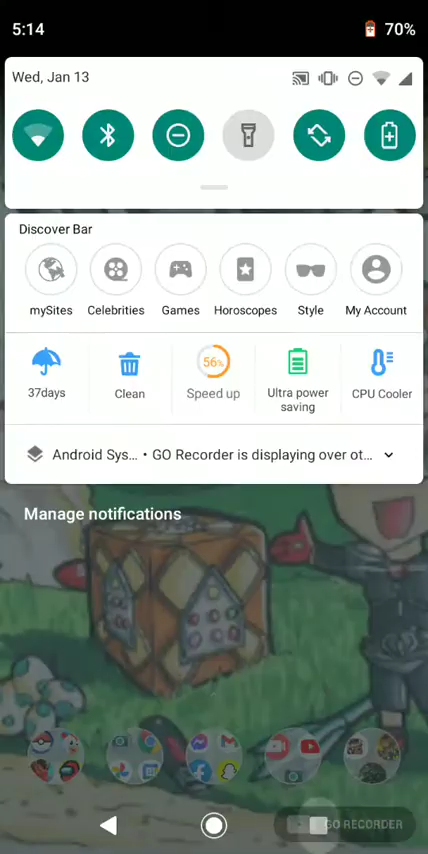 5:14
70%
Wed, Jan 13
Discover Bar
mySites
Celebrities
Games
Horoscopes
Style
My Account
37days
Clean
56%
Speed up
Ultra power
saving
CPU Cooler
Android Sys... • GO Recorder is displaying over ot...
Manage notifications
GO RECORDER